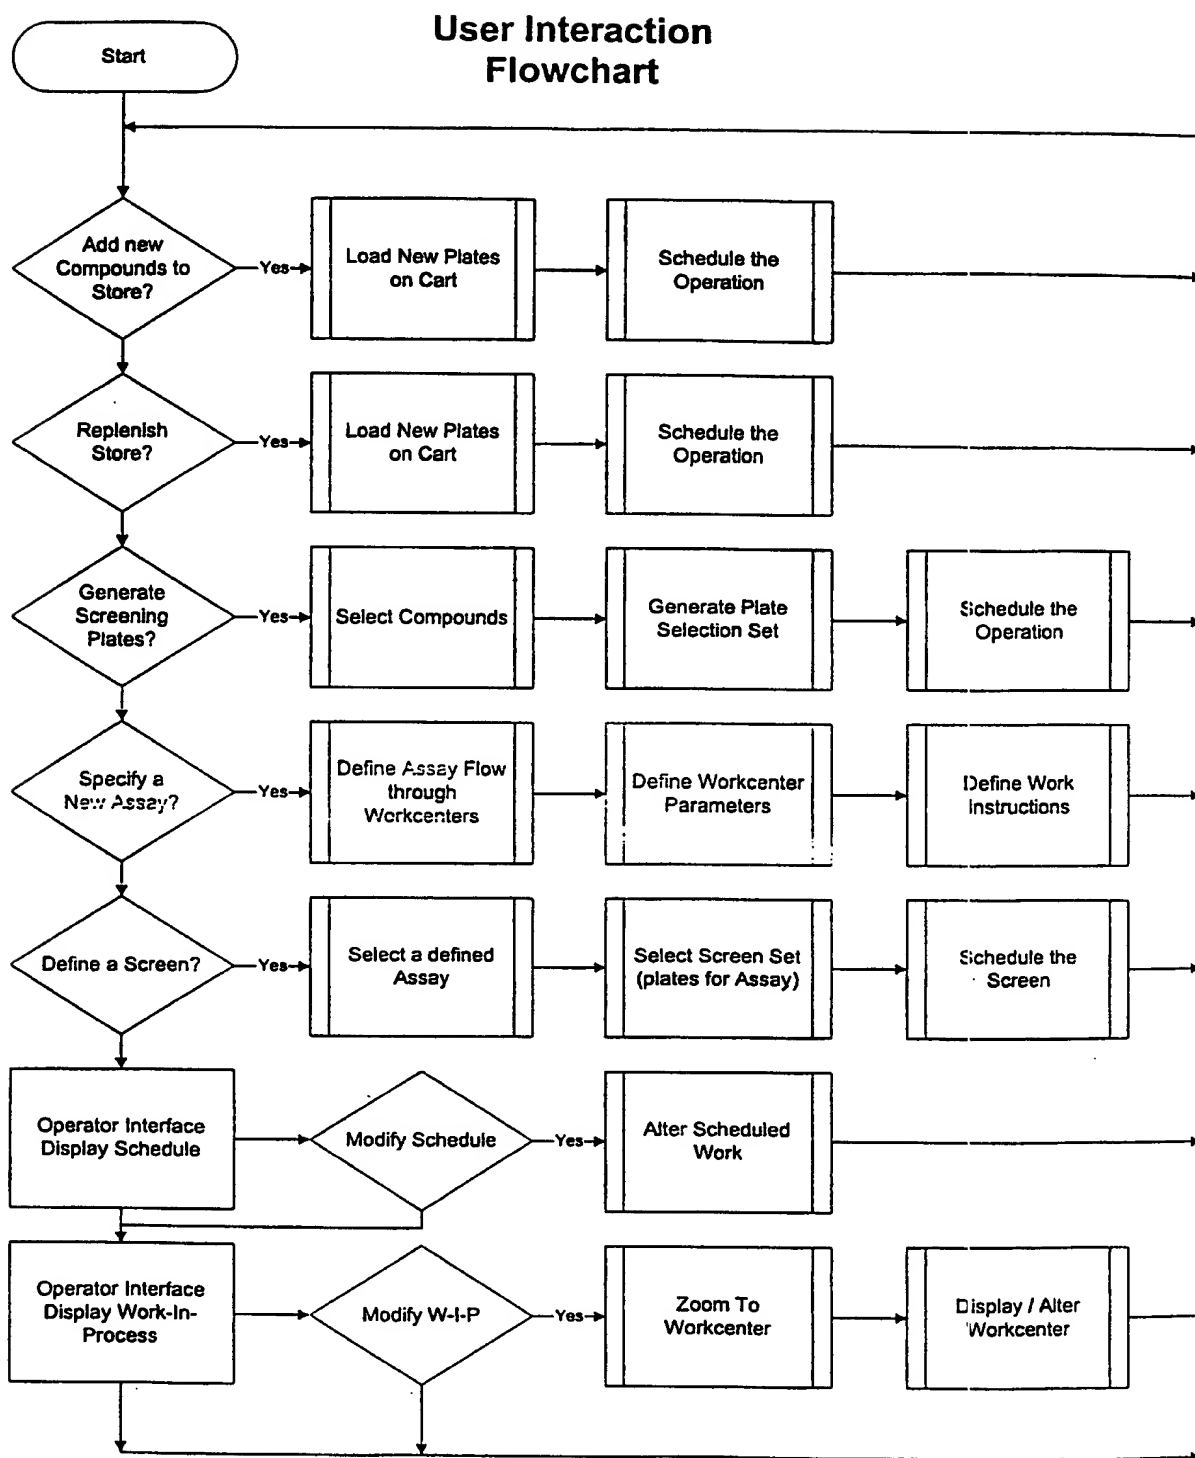 User Interaction
Flowchart
Start
Add new
Compounds to
Store?
Yes
Load New Plates
on Cart
Schedule the
Operation
Replenish
Store?
Yes
Load New Plates
on Cart
Schedule the
Operation
Generate
Screening
Plates?
Yes
Select Compounds
Generate Plate
Selection Set
Schedule the
Operation
Specify a
New Assay?
Yes
Define Assay Flow
through
Workcenters
Define Workcenter
Parameters
Define Work
Instructions
Define a Screen?
Yes
Select a defined
Assay
Select Screen Set
(plates for Assay)
Schedule the
Screen
Operator Interface
Display Schedule
Modify Schedule
Yes
Alter Scheduled
Work
Operator Interface
Display Work-In-
Process
Modify W-I-P
Yes
Zoom To
Workcenter
Display / Alter
Workcenter